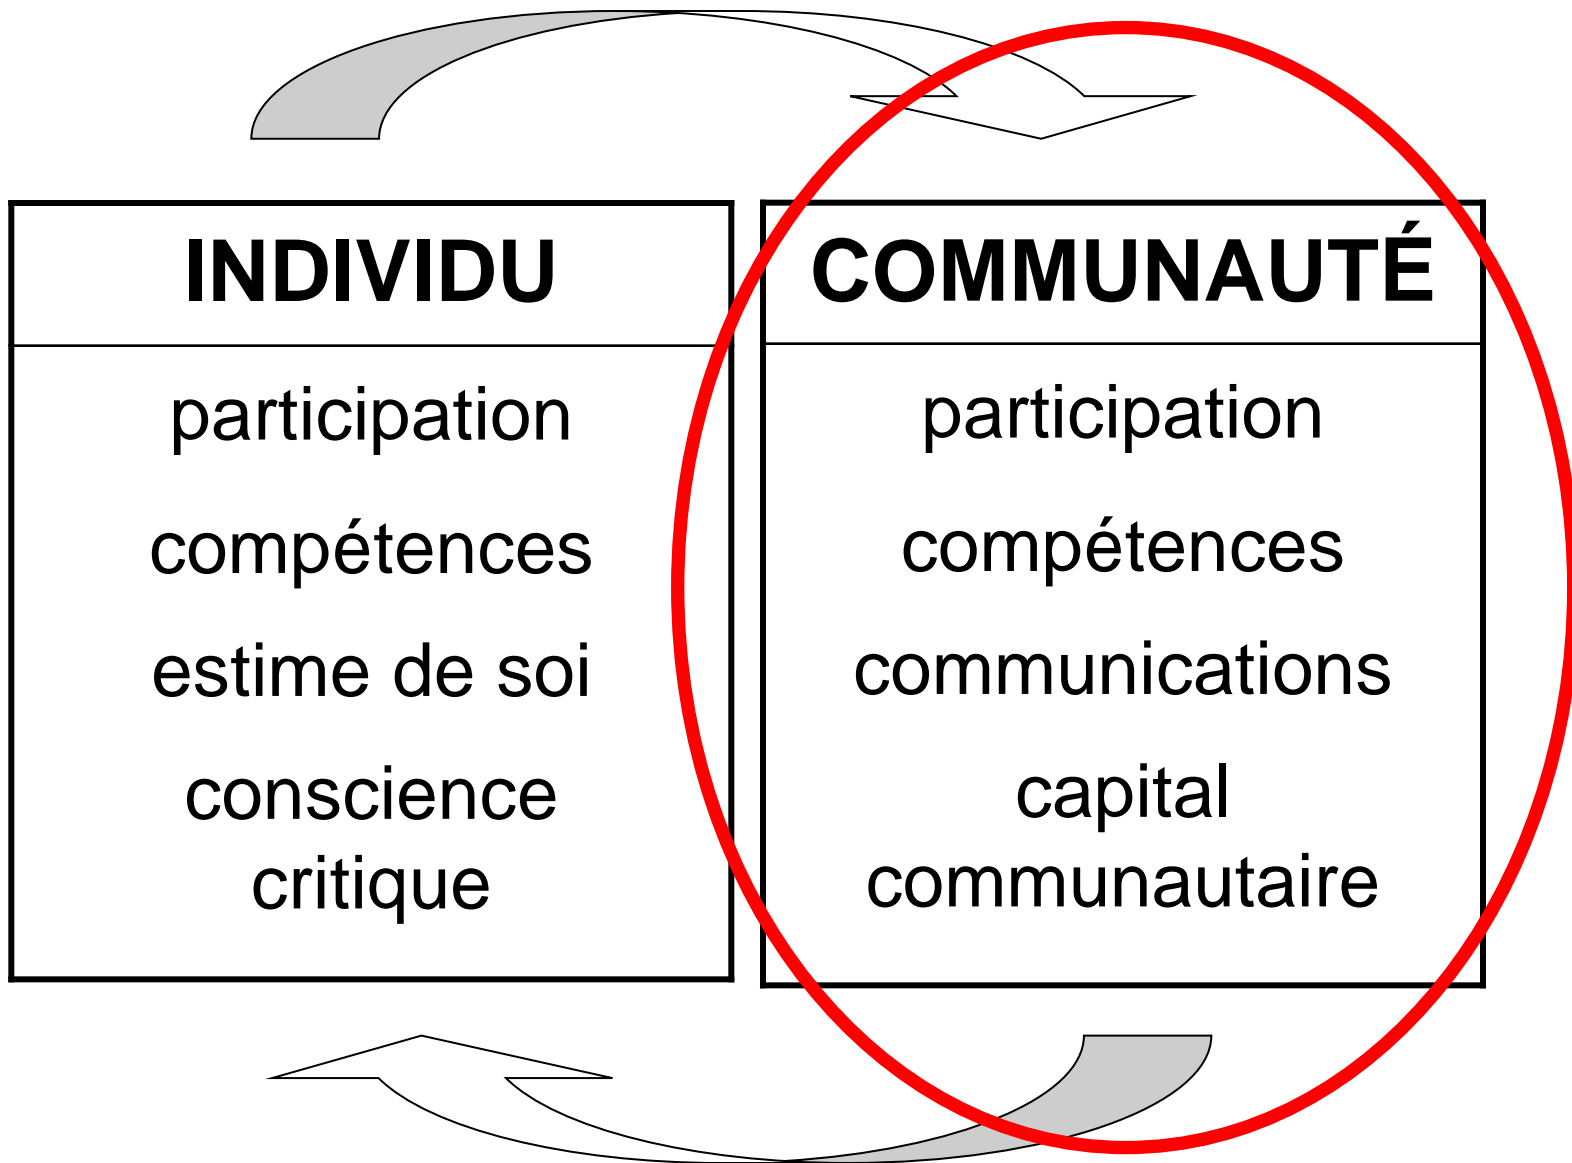 INDIVIDU
participation
compétences
estime de soi
conscience
critique
COMMUNAUTÉ
participation
compétences
communications
capital
communautaire